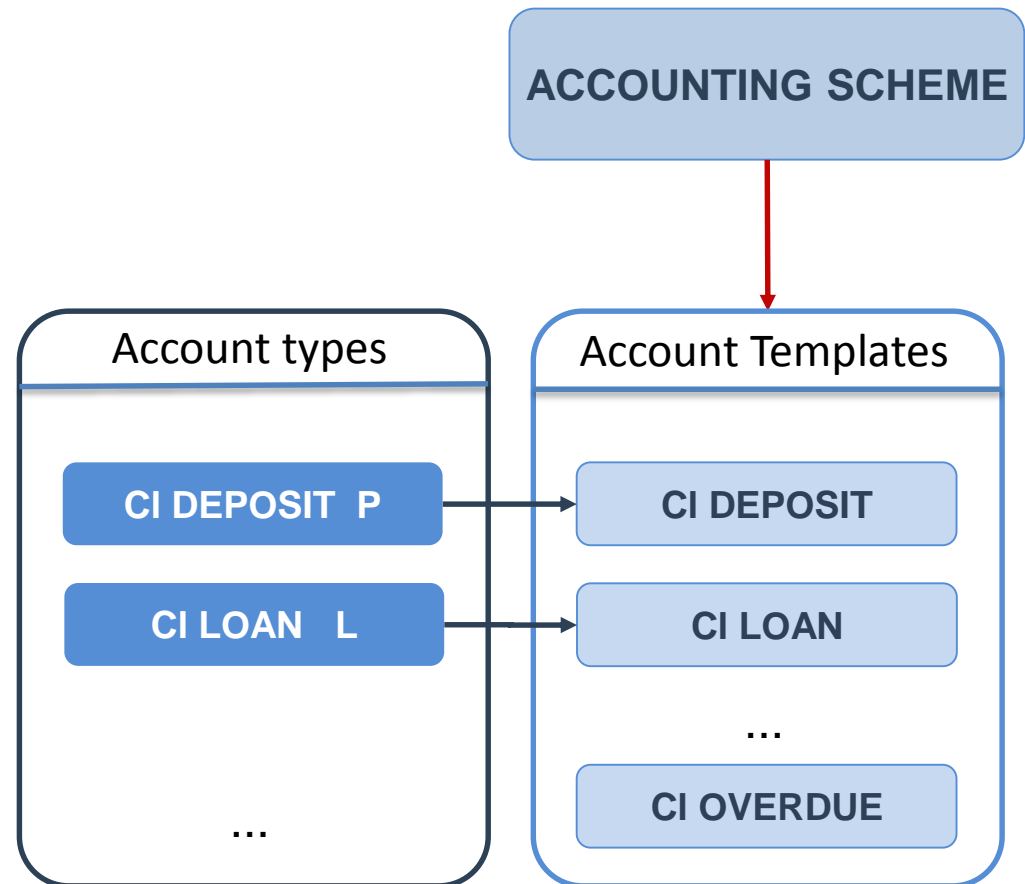 ACCOUNTING SCHEME
Account types
CI DEPOSIT P
CI LOAN L
...
Account Templates
CI DEPOSIT
CI LOAN
...
CI OVERDUE